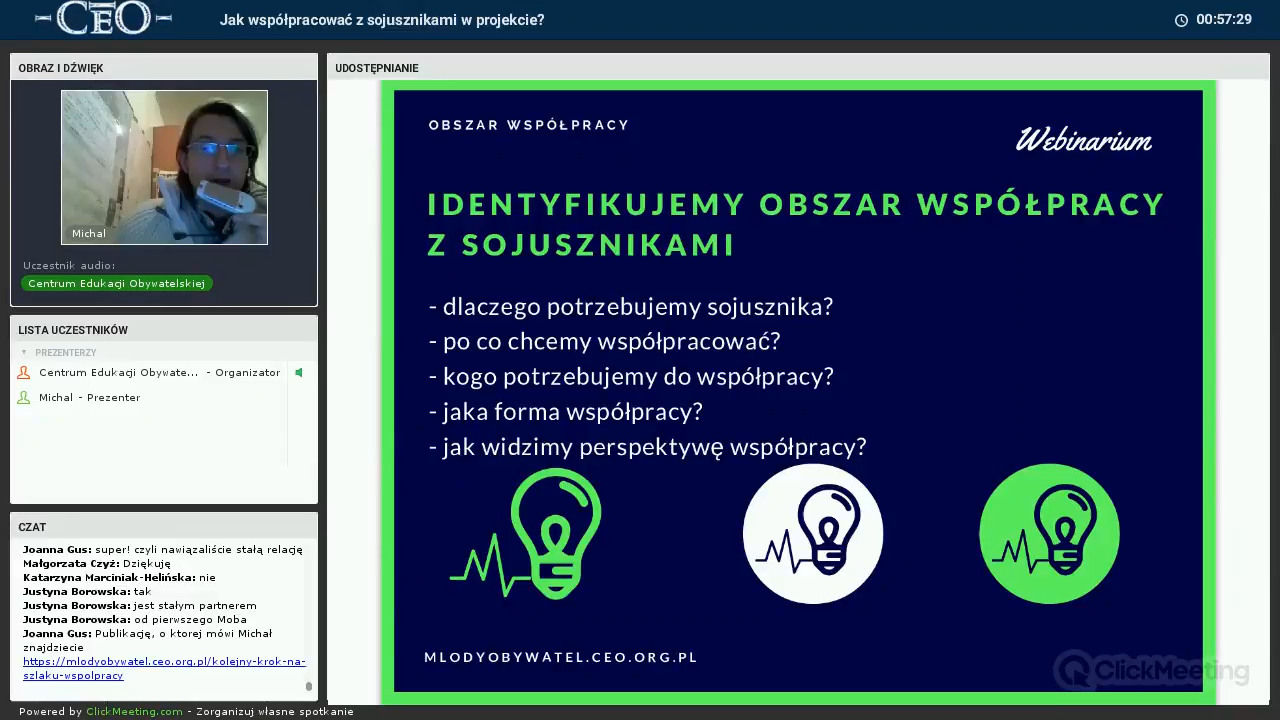 CEO
Jak współpracować z sojusznikami w projekcie?
00:57:29
OBRAZ I DŹWIĘK
Michal
Uczestnik audio:
Centrum Edukacji Obywatelskiej
LISTA UCZESTNIKÓW
PREZENTERZY
Centrum Edukacji Obywate... - Organizator
Michal - Prezenter
CZAT
Joanna Gus: super! czyli nawiązaliście stałą relację
Małgorzata Czyż: Dziękuję
Katarzyna Marciniak-Helińska: nie
Justyna Borowska: tak
Justyna Borowska: jest stałym partnerem
Justyna Borowska: od pierwszego Moba
Joanna Gus: Publikację, o ktorej mówi Michał
znajdziecie
https://mlodyobywatel.ceo.org.pl/kolejny-krok-na-
szlaku-wspolpracy
Powered by ClickMeeting.com - Zorganizuj własne spotkanie
UDOSTĘPNIANIE
OBSZAR WSPÓŁPRACY
Webinarium
IDENTYFIKUJEMY OBSZAR WSPÓŁPRACY
Z SOJUSZNIKAMI
- dlaczego potrzebujemy sojusznika?
- po co chcemy współpracować?
- kogo potrzebujemy do współpracy?
- jaka forma współpracy?
- jak widzimy perspektywę współpracy?
MLODYOBYWATEL.CEO.ORG.PL
ClickMeeting